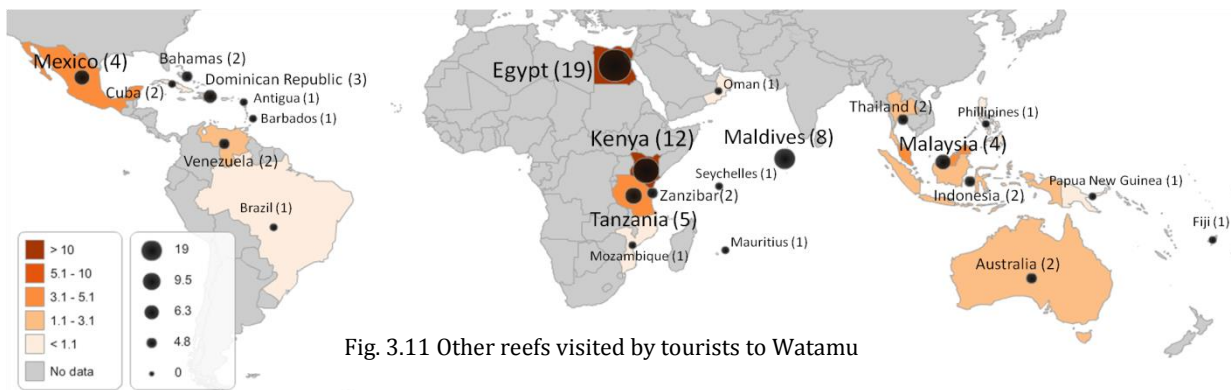 Mexico (4)
Bahamas (2)
Dominican Republic (3)
Cuba (2)
Antigua (1)
Barbados (1)
Venezuela (2)
Brazil (1)
Egypt (19)
Oman (1)
Kenya (12)
Maldives (8)
Seychelles (1)
Zanzibar(2)
Tanzania (5)
Mozambique (1)
Mauritius (1)
Thailand (2)
Phillipines (1)
Malaysia (4)
Papua New Guinea (1)
Indonesia (2)
Fiji (1)
Australia (2)
> 10
5.1 - 10
3.1 - 5.1
1.1 - 3.1
< 1.1
No data
19
9.5
6.3
4.8
0
Fig. 3.11 Other reefs visited by tourists to Watamu